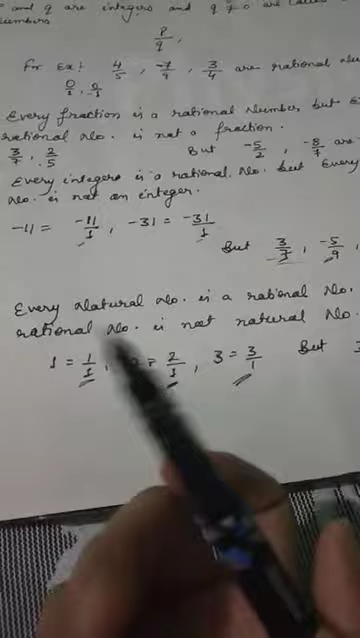 p and q are integers and q ≠ 0 are called
numbers
p/q,
For Ex: 4/5, -7/9, 3/4 are rational
0/1, 0/1
Every fraction is a rational Number but
rational No. is not a fraction.
3/7, 2/5 But -5/2, -8/7 are
Every integers is a rational No. but Every
No. is not an integer.
-11 = -11/1, -31 = -31/1
But 3/7, -5/9,
Every Natural No. is a rational No.
rational No. is not natural No.
1 = 1/1, = 2/1, 3 = 3/1 But